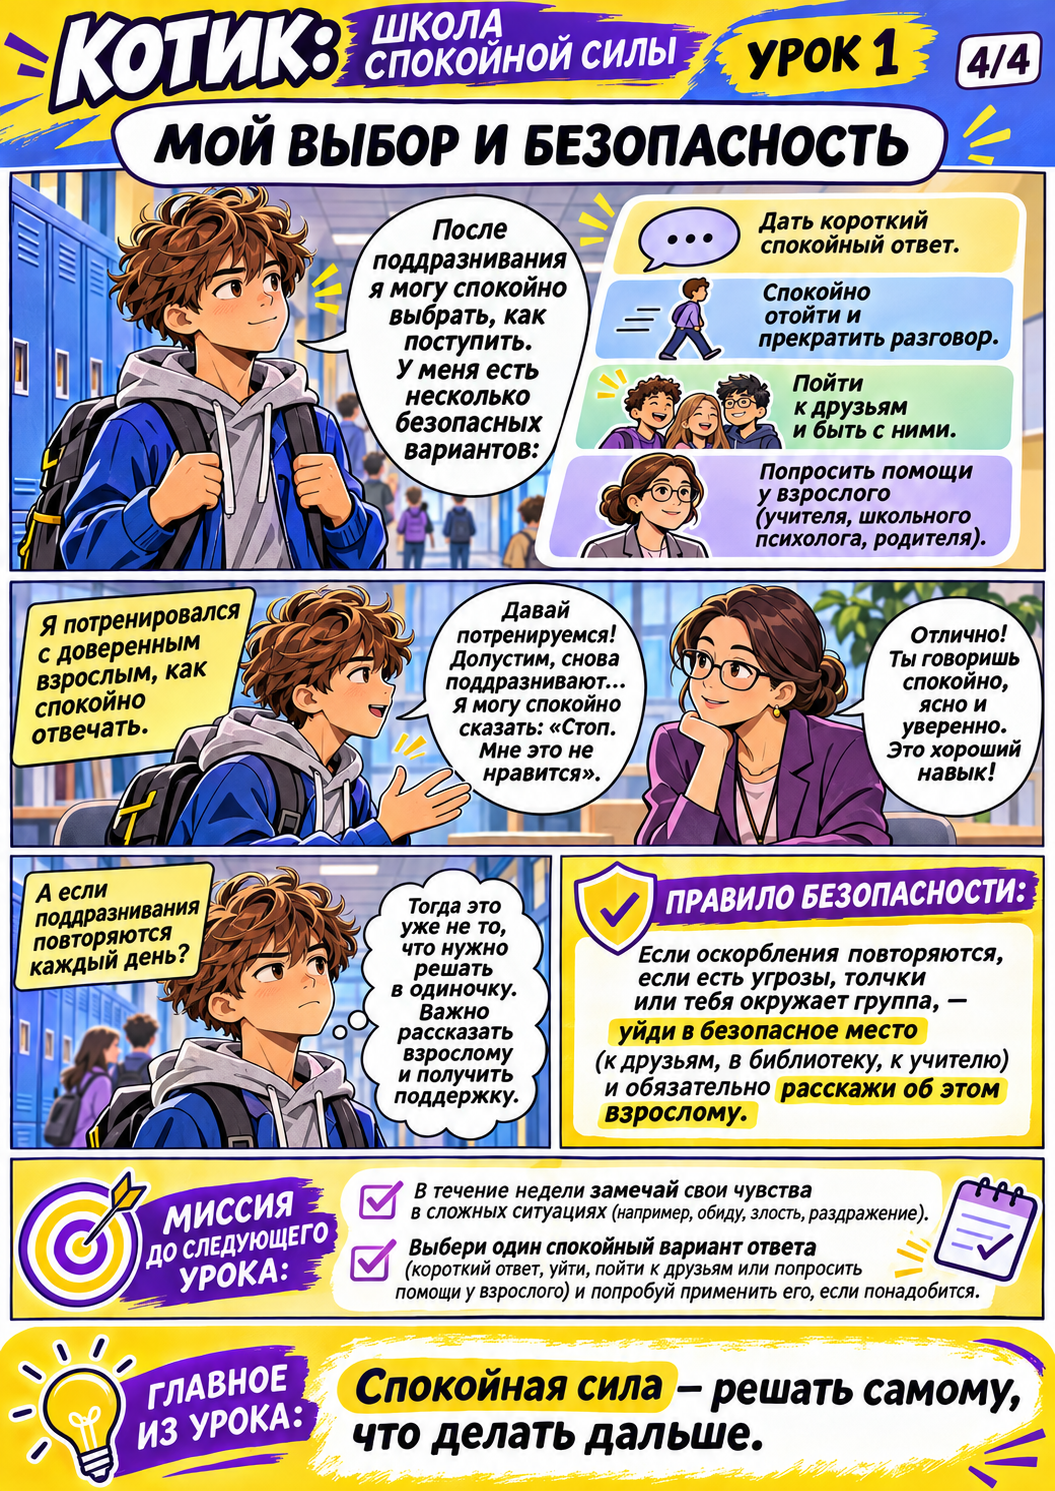 КОТИК:
ШКОЛА
СПОКОЙНОЙ СИЛЫ
УРОК 1
4/4
МОЙ ВЫБОР И БЕЗОПАСНОСТЬ
После
поддразнивания
я могу спокойно
выбрать, как
поступить.
У меня есть
несколько
безопасных
вариантов:
Дать короткий
спокойный ответ.
Спокойно
отойти и
прекратить разговор.
Пойти
к друзьям
и быть с ними.
Попросить помощи
у взрослого
(учителя, школьного
психолога, родителя).
Я потренировался
с доверенным
взрослым, как
спокойно
отвечать.
Давай
потренируемся!
Допустим, снова
поддразнивают...
Я могу спокойно
сказать: «Стоп.
Мне это не
нравится».
Отлично!
Ты говоришь
спокойно,
ясно и
уверенно.
Это хороший
навык!
А если
поддразнивания
повторяются
каждый день?
Тогда это
уже не то,
что нужно
решать
в одиночку.
Важно
рассказать
взрослому
и получить
поддержку.
ПРАВИЛО БЕЗОПАСНОСТИ:
Если оскорбления повторяются,
если есть угрозы, толчки
или тебя окружает группа, —
уйди в безопасное место
(к друзьям, в библиотеку, к учителю)
и обязательно расскажи об этом
взрослому.
МИССИЯ
ДО СЛЕДУЮЩЕГО
УРОКА:
В течение недели замечай свои чувства
в сложных ситуациях (например, обиду, злость, раздражение).
Выбери один спокойный вариант ответа
(короткий ответ, уйти, пойти к друзьям или попросить
помощи у взрослого) и попробуй применить его, если понадобится.
ГЛАВНОЕ
ИЗ УРОКА:
Спокойная сила – решать самому,
что делать дальше.